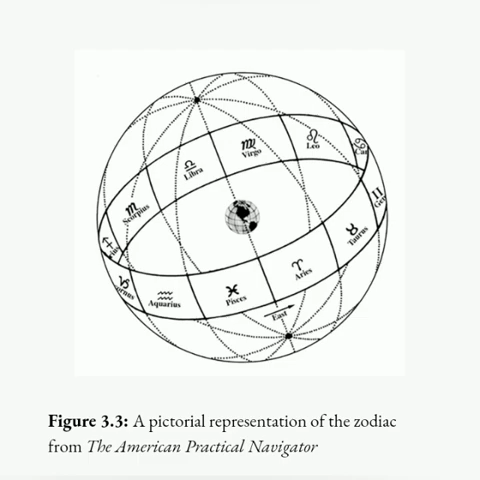 Virgo
Leo
Libra
Scorpius
Taurus
Aquarius
Pisces
Aries
East
Figure 3.3: A pictorial representation of the zodiac
from The American Practical Navigator